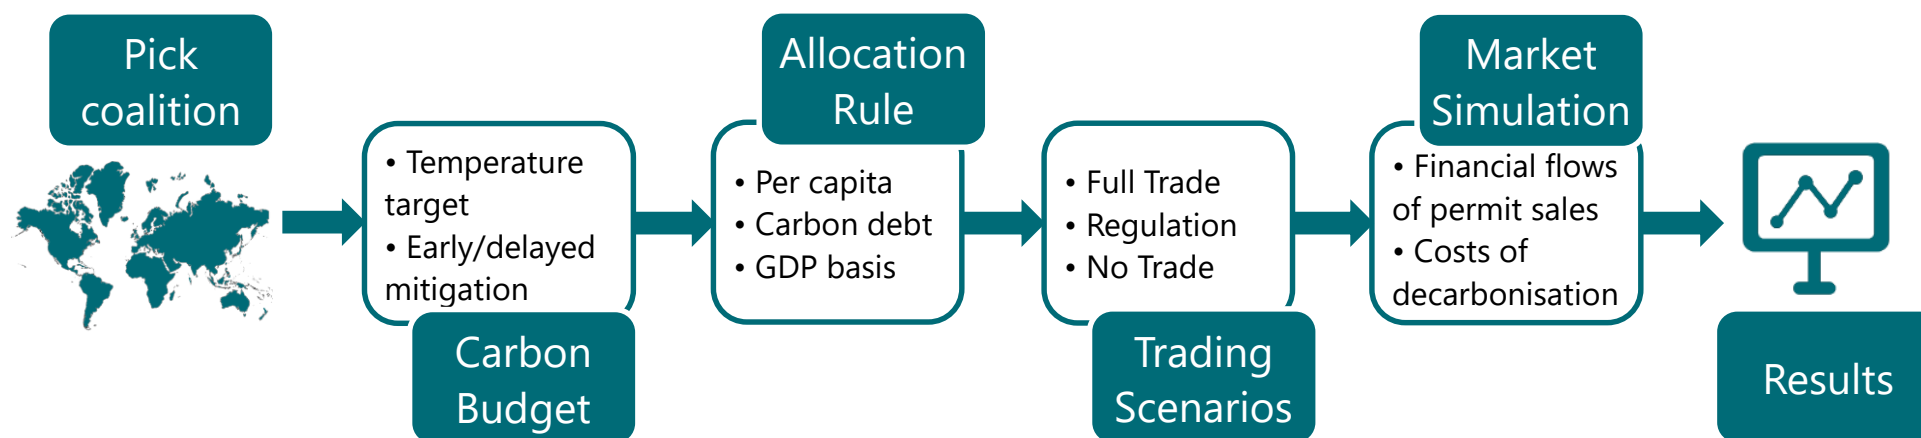 Pick
coalition
• Temperature
target
• Early/delayed
mitigation
Carbon
Budget
Allocation
Rule
• Per capita
• Carbon debt
• GDP basis
• Full Trade
• Regulation
• No Trade
Trading
Scenarios
Market
Simulation
• Financial flows
of permit sales
• Costs of
decarbonisation
Results